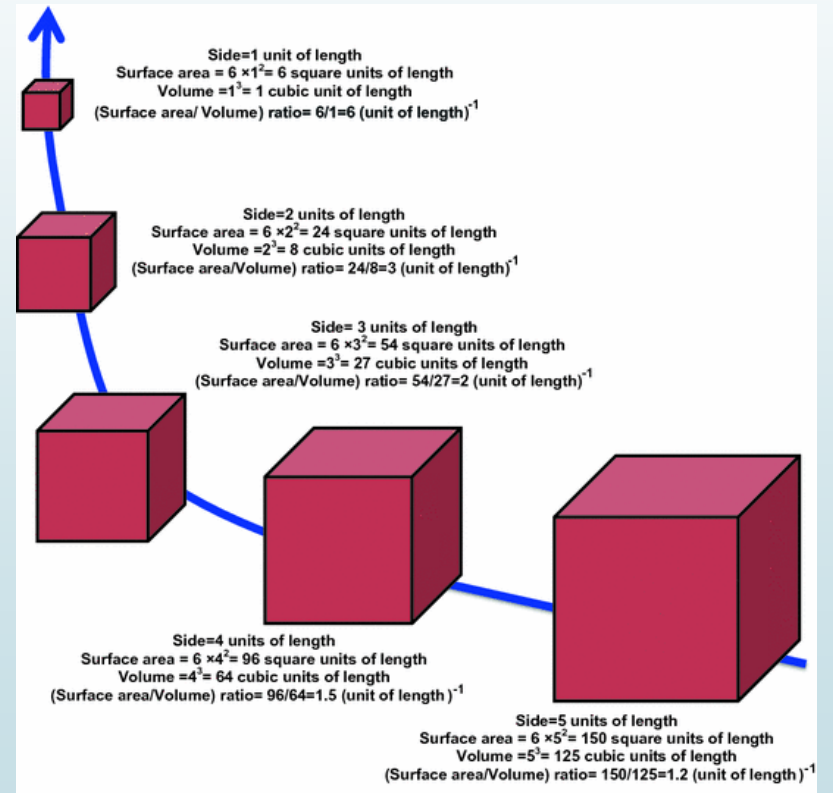 Side=1 unit of length
Surface area = 6 ×1²= 6 square units of length
Volume =1³= 1 cubic unit of length
(Surface area/ Volume) ratio= 6/1=6 (unit of length)⁻¹
Side=2 units of length
Surface area = 6 ×2²= 24 square units of length
Volume =2³= 8 cubic units of length
(Surface area/Volume) ratio= 24/8=3 (unit of length)⁻¹
Side= 3 units of length
Surface area = 6 ×3²= 54 square units of length
Volume =3³= 27 cubic units of length
(Surface area/Volume) ratio= 54/27=2 (unit of length)⁻¹
Side=4 units of length
Surface area = 6 ×4²= 96 square units of length
Volume =4³= 64 cubic units of length
(Surface area/Volume) ratio= 96/64=1.5 (unit of length )⁻¹
Side=5 units of length
Surface area = 6 ×5²= 150 square units of length
Volume =5³= 125 cubic units of length
(Surface area/Volume) ratio= 150/125=1.2 (unit of length )⁻¹